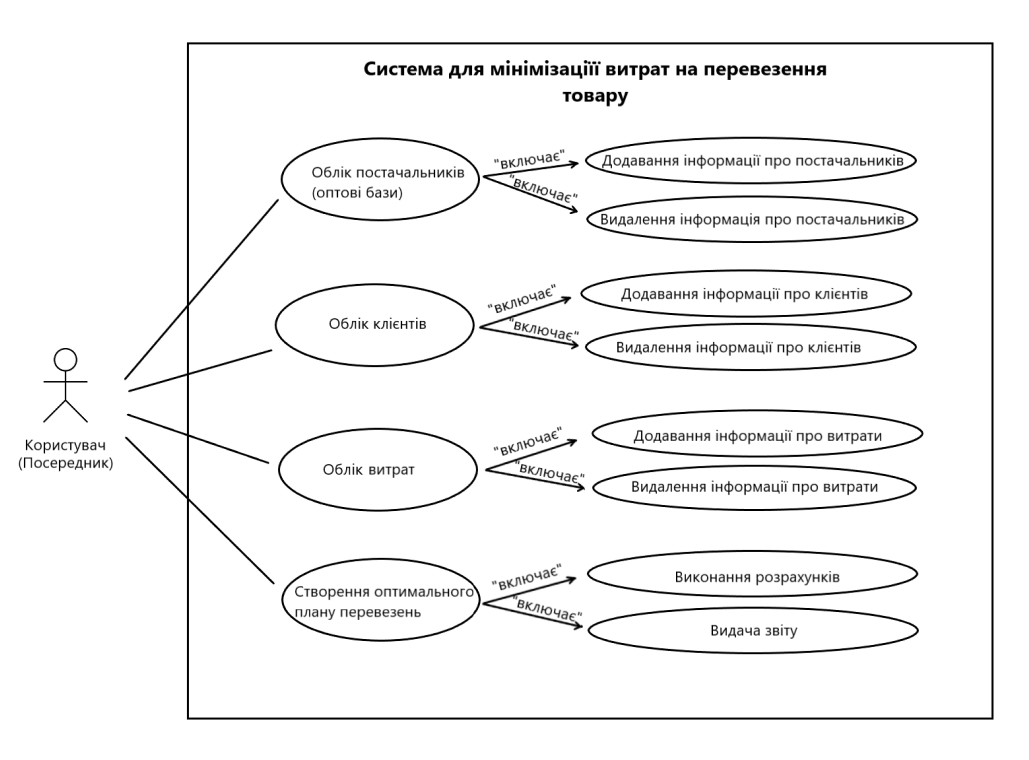 Система для мінімізаціїї витрат на перевезення
товару
Облік постачальників
(оптові бази)
"включає"
"включає"
Додавання інформації про постачальників
Видалення інформація про постачальників
Облік клієнтів
"включає"
"включає"
Додавання інформації про клієнтів
Видалення інформації про клієнтів
Користувач
(Посередник)
Облік витрат
"включає"
"включає"
Додавання інформації про витрати
Видалення інформації про витрати
Створення оптимального
плану перевезень
"включає"
"включає"
Виконання розрахунків
Видача звіту